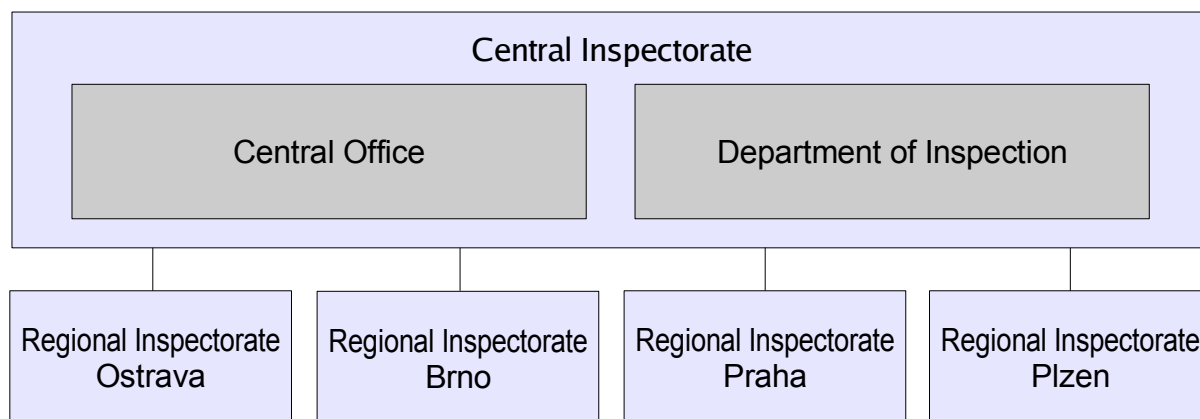 Central Inspectorate
Central Office
Department of Inspection
Regional Inspectorate
Ostrava
Regional Inspectorate
Brno
Regional Inspectorate
Praha
Regional Inspectorate
Plzen